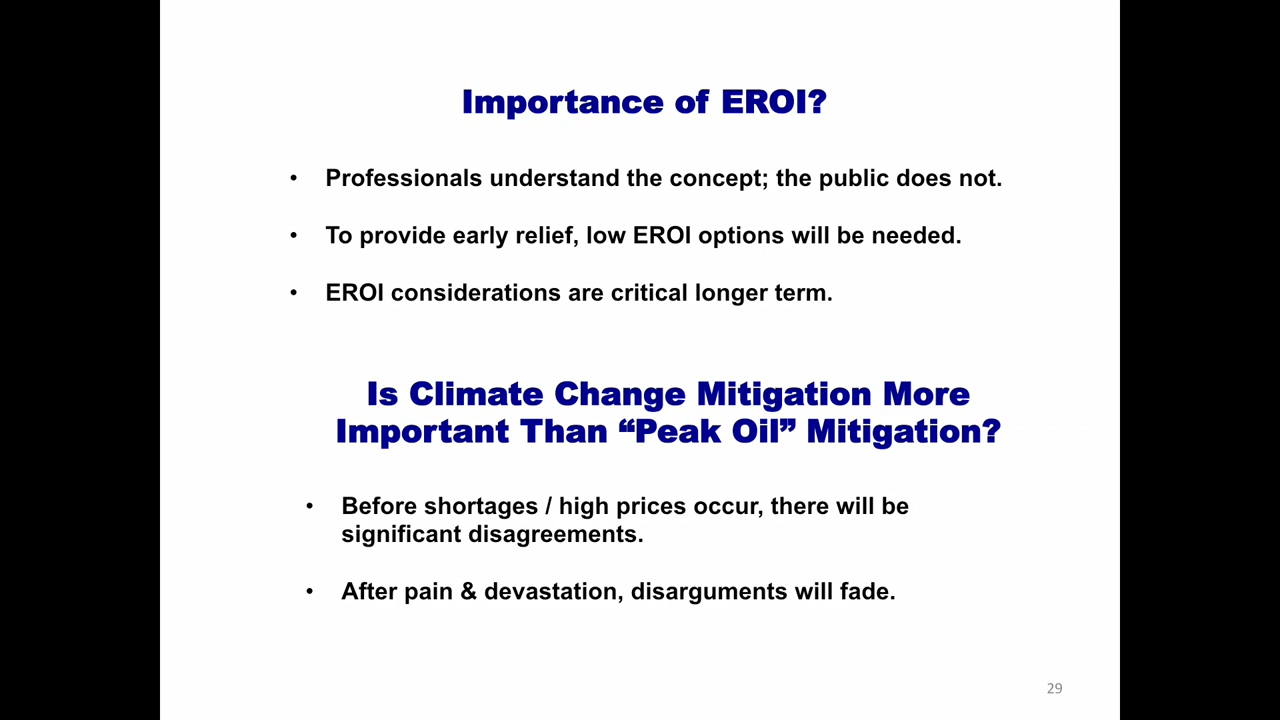 Importance of EROI?
• Professionals understand the concept; the public does not.
• To provide early relief, low EROI options will be needed.
• EROI considerations are critical longer term.
Is Climate Change Mitigation More
Important Than “Peak Oil” Mitigation?
• Before shortages / high prices occur, there will be
significant disagreements.
• After pain & devastation, disarguments will fade.
29